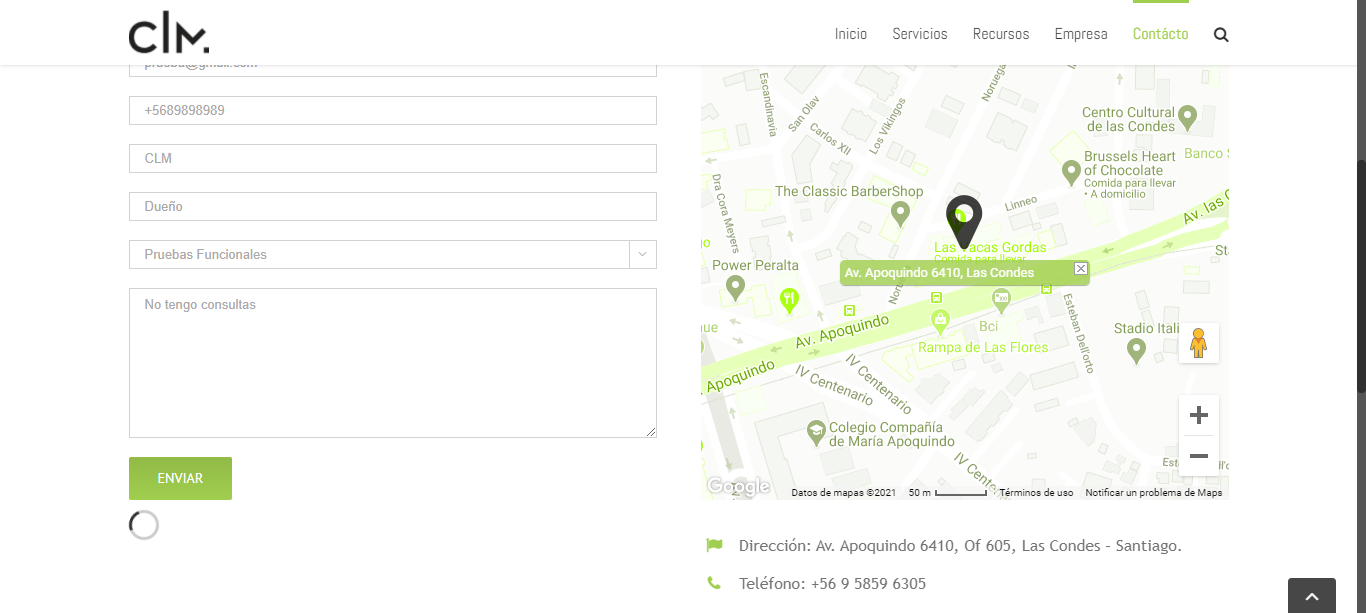 CLM.
Inicio
Servicios
Recursos
Empresa
Contácto
prueba@gmail.com
+5689898989
CLM
Dueño
Pruebas Funcionales
No tengo consultas
ENVIAR
Escandinavia
San Olav
Carlos XII
Los Vikingos
Noruega
Centro Cultural
de las Condes
Brussels Heart
of Chocolate
Comida para llevar
• A domicilio
Banco
Dra Cora Meyers
The Classic BarberShop
Linneo
Av. las C
Las Vacas Gordas
Comida para llevar
Power Peralta
Av. Apoquindo 6410, Las Condes
Av. Apoquindo
Bci
Rampa de Las Flores
Esteban Dell'orto
Stadio Itali
Apoquindo
IV Centenario
IV Centenario
Colegio Compañía
de María Apoquindo
IV Cente
Google
Datos de mapas ©2021
50 m
Términos de uso
Notificar un problema de Maps
Dirección: Av. Apoquindo 6410, Of 605, Las Condes - Santiago.
Teléfono: +56 9 5859 6305